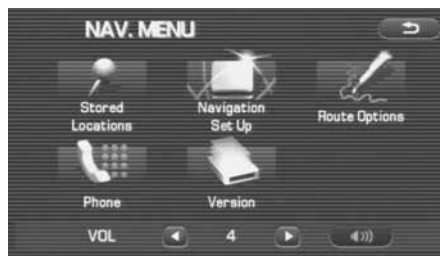 NAV. MENU
Stored
Locations
Navigation
Set Up
Route Options
Phone
Version
VOL
4